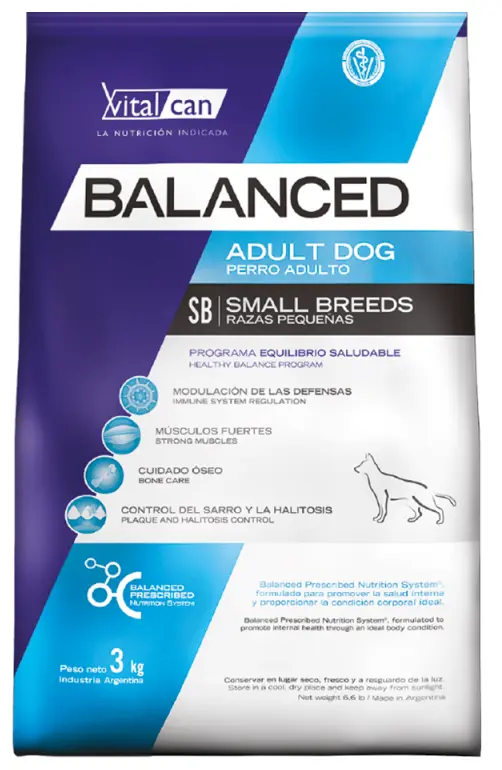 Vital can
LA NUTRICIÓN INDICADA
BALANCED
ADULT DOG
PERRO ADULTO
SB SMALL BREEDS
RAZAS PEQUEÑAS
PROGRAMA EQUILIBRIO SALUDABLE
HEALTHY BALANCE PROGRAM
MODULACIÓN DE LAS DEFENSAS
IMMUNE SYSTEM REGULATION
MÚSCULOS FUERTES
STRONG MUSCLES
CUIDADO ÓSEO
BONE CARE
CONTROL DEL SARRO Y LA HALITOSIS
PLAQUE AND HALITOSIS CONTROL
BALANCED
PRESCRIBED
NUTRITION SYSTEM
Balanced Prescribed Nutrition System®,
formulado para promover la salud interna
y proporcionar la condición corporal ideal.
Balanced Prescribed Nutrition System®, formulated to
promote internal health through an ideal body condition.
Peso neto 3 kg
Industria Argentina
Conservar en lugar seco, fresco y a resguardo de la luz.
Store in a cool, dry place and keep away from sunlight.
Net weight 6.6 lb / Made in Argentina